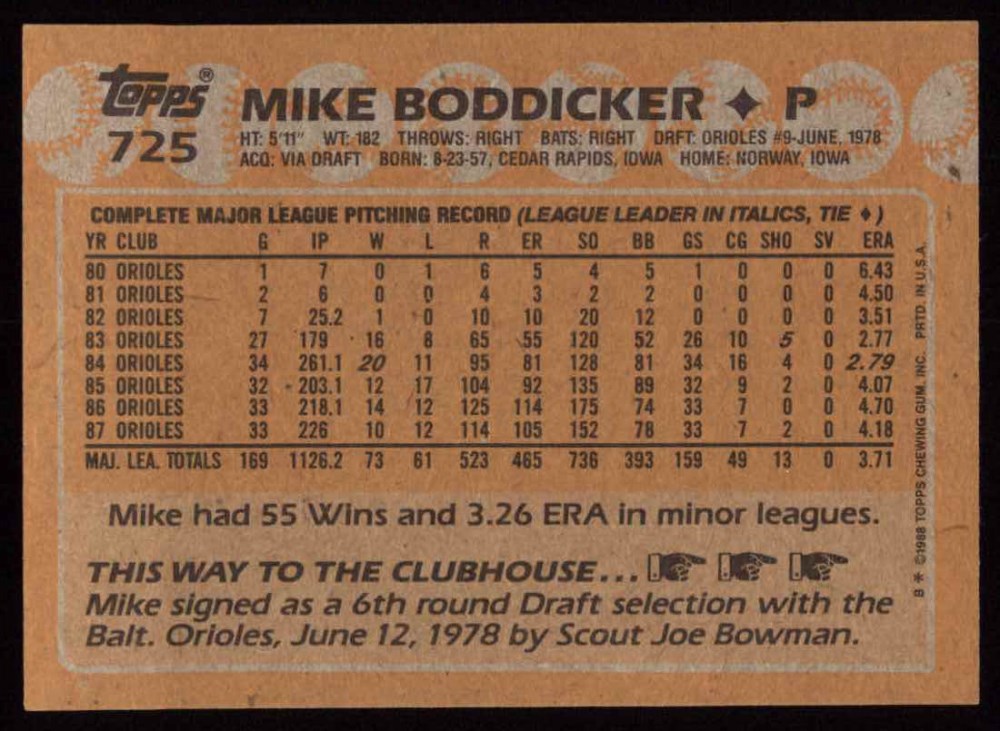 topps®
725
MIKE BODDICKER ✦ P
HT: 5'11" WT: 182 THROWS: RIGHT BATS: RIGHT DRFT: ORIOLES #9-JUNE, 1978
ACQ: VIA DRAFT BORN: 8-23-57, CEDAR RAPIDS, IOWA HOME: NORWAY, IOWA
COMPLETE MAJOR LEAGUE PITCHING RECORD (LEAGUE LEADER IN ITALICS, TIE ♦)
YR CLUB G IP W L R ER SO BB GS CG SHO SV ERA
80 ORIOLES 1 7 0 1 6 5 4 5 1 0 0 0 6.43
81 ORIOLES 2 6 0 0 4 3 2 2 0 0 0 0 4.50
82 ORIOLES 7 25.2 1 0 10 10 20 12 0 0 0 0 3.51
83 ORIOLES 27 179 16 8 65 55 120 52 26 10 5 0 2.77
84 ORIOLES 34 261.1 20 11 95 81 128 81 34 16 4 0 2.79
85 ORIOLES 32 203.1 12 17 104 92 135 89 32 9 2 0 4.07
86 ORIOLES 33 218.1 14 12 125 114 175 74 33 7 0 0 4.70
87 ORIOLES 33 226 10 12 114 105 152 78 33 7 2 0 4.18
MAJ. LEA. TOTALS 169 1126.2 73 61 523 465 736 393 159 49 13 0 3.71
Mike had 55 Wins and 3.26 ERA in minor leagues.
THIS WAY TO THE CLUBHOUSE...
Mike signed as a 6th round Draft selection with the
Balt. Orioles, June 12, 1978 by Scout Joe Bowman.
B * ©1988 TOPPS CHEWING GUM, INC. PRTD. IN U.S.A.